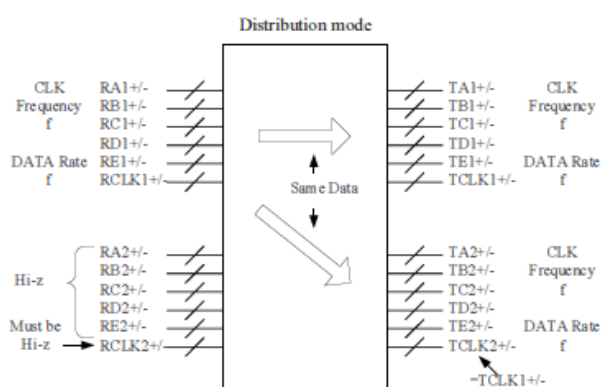 Distribution mode
CLK
Frequency
f
DATA Rate
f
RA1+/-
RB1+/-
RC1+/-
RD1+/-
RE1+/-
RCLK1+/-
Same Data
TA1+/-
TB1+/-
TC1+/-
TD1+/-
TE1+/-
TCLK1+/-
CLK
Frequency
f
DATA Rate
f
Hi-z
Must be
Hi-z
RA2+/-
RB2+/-
RC2+/-
RD2+/-
RE2+/-
RCLK2+/-
TA2+/-
TB2+/-
TC2+/-
TD2+/-
TE2+/-
TCLK2+/-
CLK
Frequency
f
DATA Rate
f
=TCLK1+/-